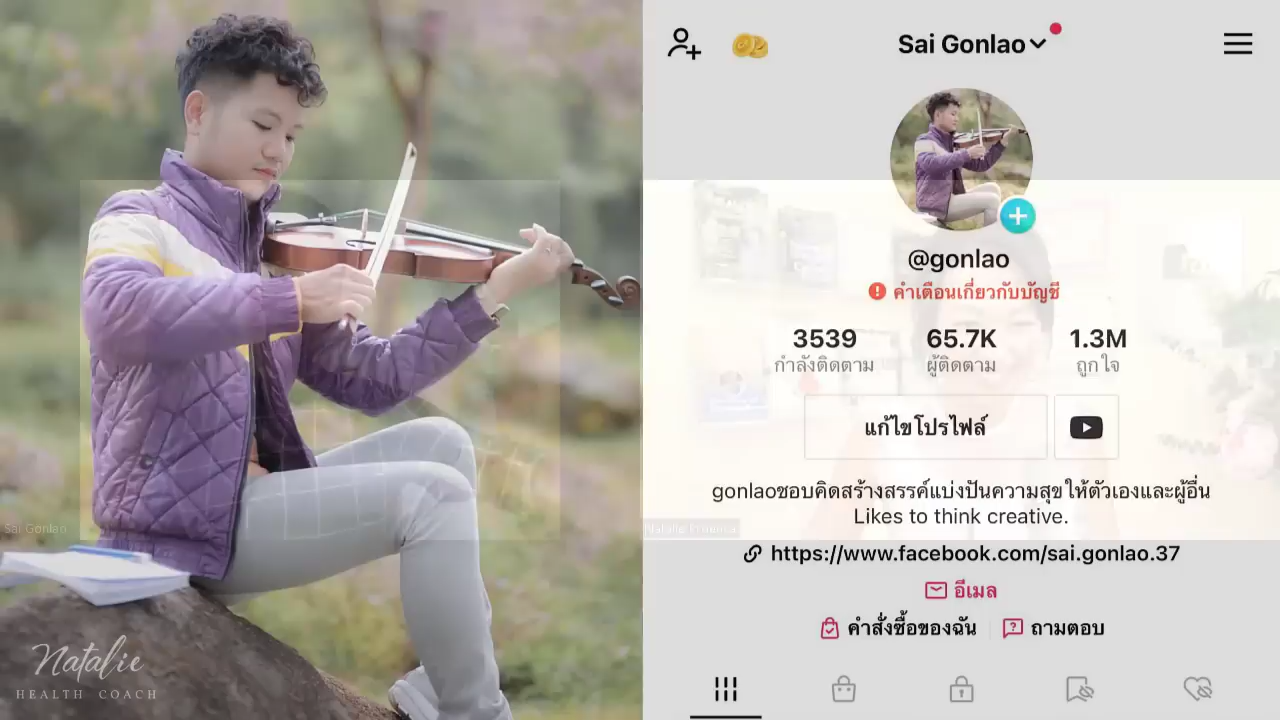 Sai Gonlao
Natalie
HEALTH COACH
Sai Gonlao
@gonlao
คำเตือนเกี่ยวกับบัญชี
3539
65.7K
1.3M
กำลังติดตาม
ผู้ติดตาม
ถูกใจ
แก้ไขโปรไฟล์
gonlaoชอบคิดสร้างสรรค์แบ่งปันความสุขให้ตัวเองและผู้อื่น
Likes to think creative.
https://www.facebook.com/sai.gonlao.37
อีเมล
คำสั่งซื้อของฉัน
ถามตอบ